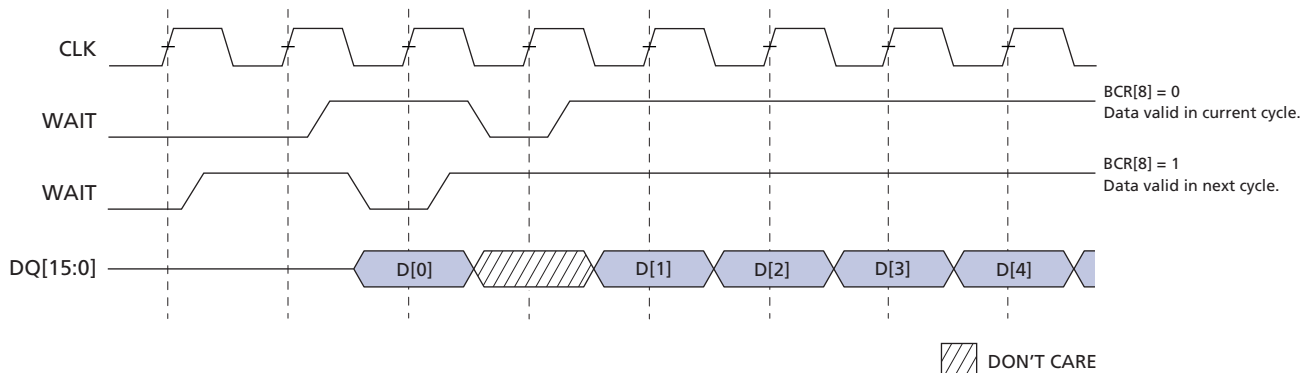 CLK
WAIT
BCR[8] = 0
Data valid in current cycle.
WAIT
BCR[8] = 1
Data valid in next cycle.
DQ[15:0]
D[0]
D[1]
D[2]
D[3]
D[4]
DON'T CARE